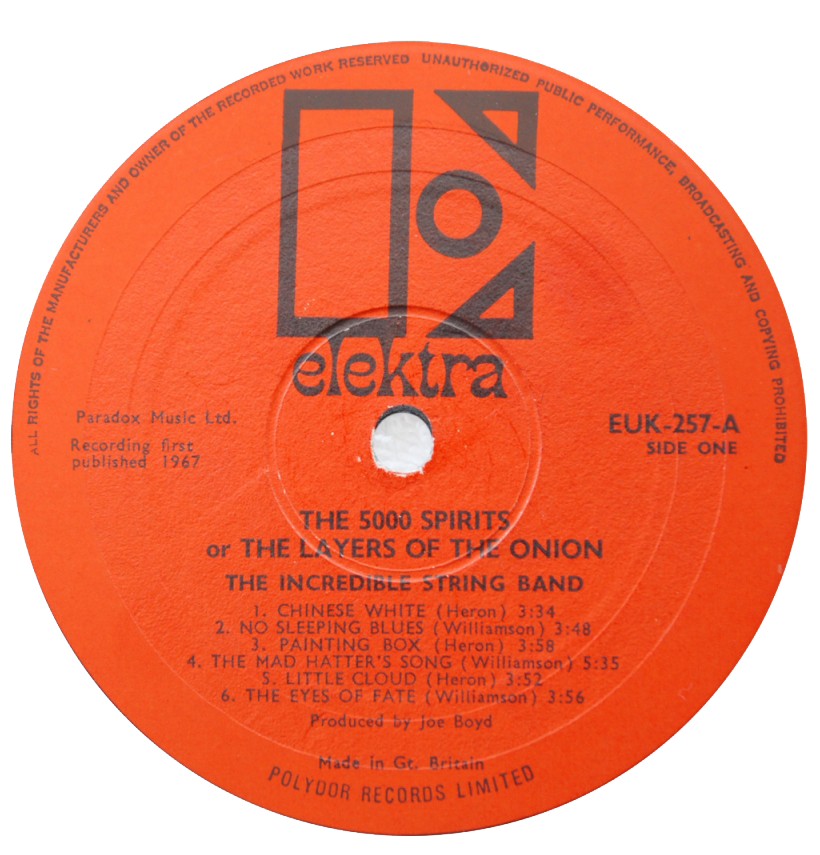 ALL RIGHTS OF THE MANUFACTURERS AND OWNER OF THE RECORDED WORK RESERVED UNAUTHORIZED PUBLIC PERFORMANCE, BROADCASTING AND COPYING PROHIBITED
elektra
Paradox Music Ltd.
Recording first
published 1967
EUK-257-A
SIDE ONE
THE 5000 SPIRITS
or THE LAYERS OF THE ONION
THE INCREDIBLE STRING BAND
1. CHINESE WHITE (Heron) 3:34
2. NO SLEEPING BLUES (Williamson) 3:48
3. PAINTING BOX (Heron) 3:58
4. THE MAD HATTER'S SONG (Williamson) 5:35
5. LITTLE CLOUD (Heron) 3:52
6. THE EYES OF FATE (Williamson) 3:56
Produced by Joe Boyd
Made in Gt. Britain
POLYDOR RECORDS LIMITED